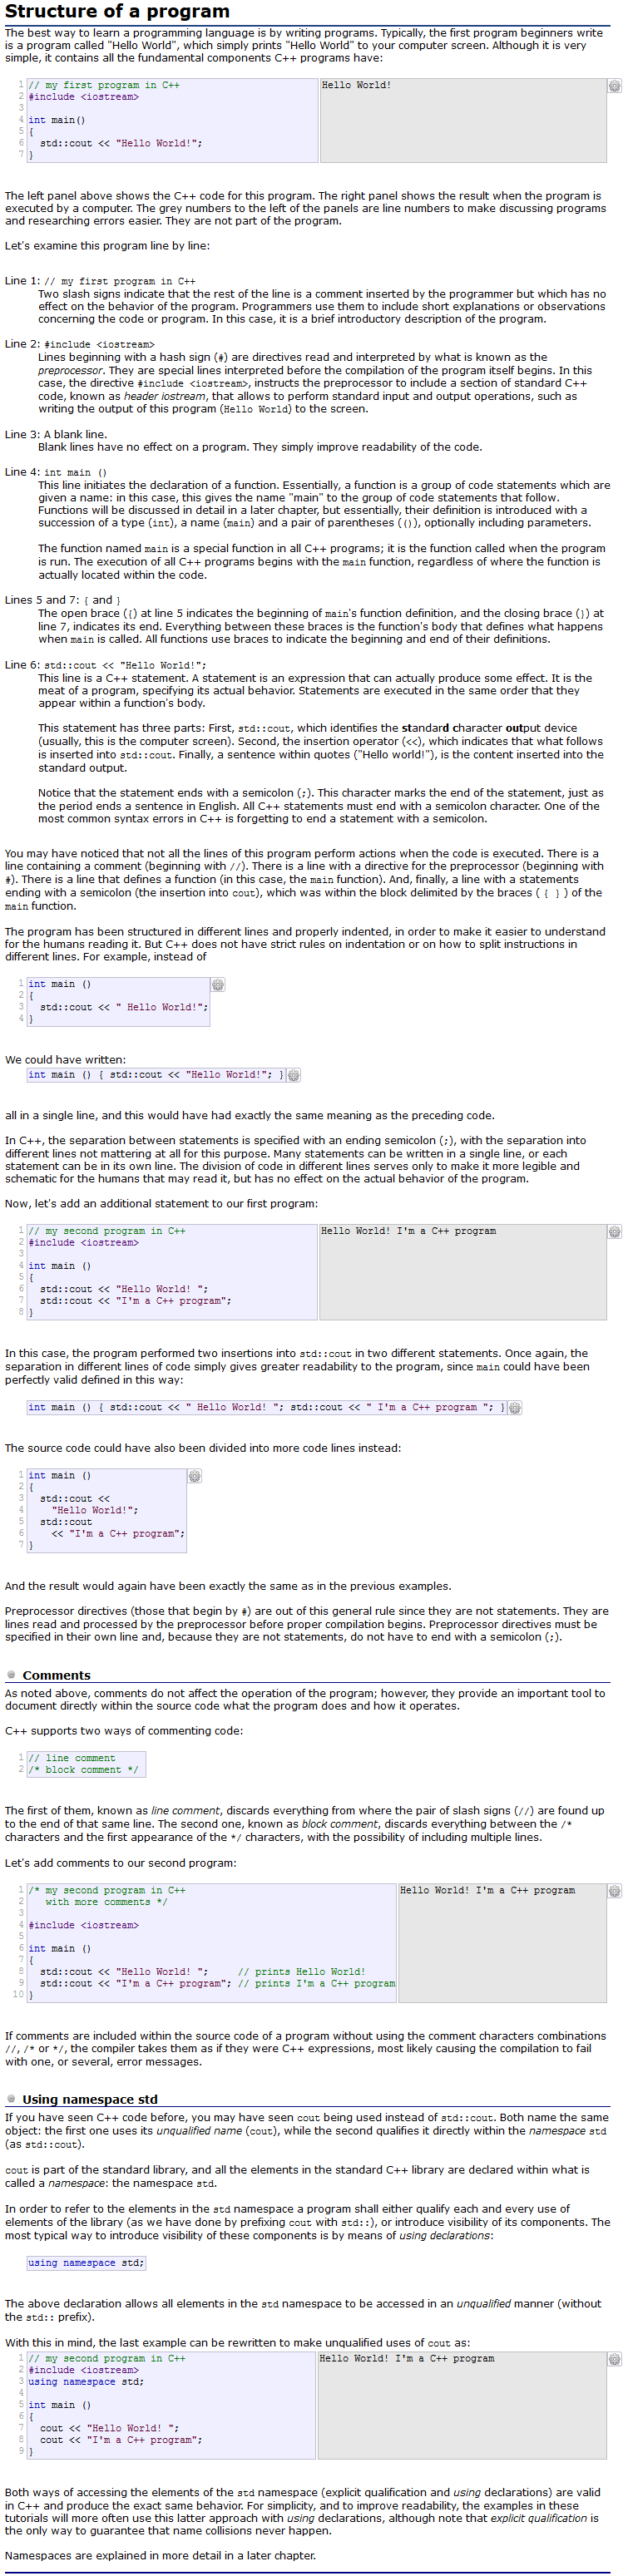 Structure of a program
The best way to learn a programming language is by writing programs. Typically, the first program beginners write
is a program called "Hello World", which simply prints "Hello World" to your computer screen. Although it is very
simple, it contains all the fundamental components C++ programs have:
1 // my first program in C++
2 #include <iostream>
3
4 int main()
5 {
6   std::cout << "Hello World!";
7 }
Hello World!
The left panel above shows the C++ code for this program. The right panel shows the result when the program is
executed by a computer. The grey numbers to the left of the panels are line numbers to make discussing programs
and researching errors easier. They are not part of the program.
Let's examine this program line by line:
Line 1: // my first program in C++
Two slash signs indicate that the rest of the line is a comment inserted by the programmer but which has no
effect on the behavior of the program. Programmers use them to include short explanations or observations
concerning the code or program. In this case, it is a brief introductory description of the program.
Line 2: #include <iostream>
Lines beginning with a hash sign (#) are directives read and interpreted by what is known as the
preprocessor. They are special lines interpreted before the compilation of the program itself begins. In this
case, the directive #include <iostream>, instructs the preprocessor to include a section of standard C++
code, known as header iostream, that allows to perform standard input and output operations, such as
writing the output of this program (Hello World) to the screen.
Line 3: A blank line.
Blank lines have no effect on a program. They simply improve readability of the code.
Line 4: int main ()
This line initiates the declaration of a function. Essentially, a function is a group of code statements which are
given a name: in this case, this gives the name "main" to the group of code statements that follow.
Functions will be discussed in detail in a later chapter, but essentially, their definition is introduced with a
succession of a type (int), a name (main) and a pair of parentheses (()), optionally including parameters.
The function named main is a special function in all C++ programs; it is the function called when the program
is run. The execution of all C++ programs begins with the main function, regardless of where the function is
actually located within the code.
Lines 5 and 7: { and }
The open brace ({) at line 5 indicates the beginning of main's function definition, and the closing brace (}) at
line 7, indicates its end. Everything between these braces is the function's body that defines what happens
when main is called. All functions use braces to indicate the beginning and end of their definitions.
Line 6: std::cout << "Hello World!";
This line is a C++ statement. A statement is an expression that can actually produce some effect. It is the
meat of a program, specifying its actual behavior. Statements are executed in the same order that they
appear within a function's body.
This statement has three parts: First, std::cout, which identifies the standard character output device
(usually, this is the computer screen). Second, the insertion operator (<<), which indicates that what follows
is inserted into std::cout. Finally, a sentence within quotes ("Hello world!"), is the content inserted into the
standard output.
Notice that the statement ends with a semicolon (;). This character marks the end of the statement, just as
the period ends a sentence in English. All C++ statements must end with a semicolon character. One of the
most common syntax errors in C++ is forgetting to end a statement with a semicolon.
You may have noticed that not all the lines of this program perform actions when the code is executed. There is a
line containing a comment (beginning with //). There is a line with a directive for the preprocessor (beginning with
#). There is a line that defines a function (in this case, the main function). And, finally, a line with a statements
ending with a semicolon (the insertion into cout), which was within the block delimited by the braces ( { } ) of the
main function.
The program has been structured in different lines and properly indented, in order to make it easier to understand
for the humans reading it. But C++ does not have strict rules on indentation or on how to split instructions in
different lines. For example, instead of
1 int main ()
2 {
3   std::cout << " Hello World!";
4 }
We could have written:
int main () { std::cout << "Hello World!"; }
all in a single line, and this would have had exactly the same meaning as the preceding code.
In C++, the separation between statements is specified with an ending semicolon (;), with the separation into
different lines not mattering at all for this purpose. Many statements can be written in a single line, or each
statement can be in its own line. The division of code in different lines serves only to make it more legible and
schematic for the humans that may read it, but has no effect on the actual behavior of the program.
Now, let's add an additional statement to our first program:
1 // my second program in C++
2 #include <iostream>
3
4 int main ()
5 {
6   std::cout << "Hello World! ";
7   std::cout << "I'm a C++ program";
8 }
Hello World! I'm a C++ program
In this case, the program performed two insertions into std::cout in two different statements. Once again, the
separation in different lines of code simply gives greater readability to the program, since main could have been
perfectly valid defined in this way:
int main () { std::cout << " Hello World! "; std::cout << " I'm a C++ program "; }
The source code could have also been divided into more code lines instead:
1 int main ()
2 {
3   std::cout <<
4     "Hello World!";
5   std::cout
6     << "I'm a C++ program";
7 }
And the result would again have been exactly the same as in the previous examples.
Preprocessor directives (those that begin by #) are out of this general rule since they are not statements. They are
lines read and processed by the preprocessor before proper compilation begins. Preprocessor directives must be
specified in their own line and, because they are not statements, do not have to end with a semicolon (;).
Comments
As noted above, comments do not affect the operation of the program; however, they provide an important tool to
document directly within the source code what the program does and how it operates.
C++ supports two ways of commenting code:
1 // line comment
2 /* block comment */
The first of them, known as line comment, discards everything from where the pair of slash signs (//) are found up
to the end of that same line. The second one, known as block comment, discards everything between the /*
characters and the first appearance of the */ characters, with the possibility of including multiple lines.
Let's add comments to our second program:
1 /* my second program in C++
2    with more comments */
3
4 #include <iostream>
5
6 int main ()
7 {
8   std::cout << "Hello World! ";     // prints Hello World!
9   std::cout << "I'm a C++ program"; // prints I'm a C++ program
10 }
Hello World! I'm a C++ program
If comments are included within the source code of a program without using the comment characters combinations
//, /* or */, the compiler takes them as if they were C++ expressions, most likely causing the compilation to fail
with one, or several, error messages.
Using namespace std
If you have seen C++ code before, you may have seen cout being used instead of std::cout. Both name the same
object: the first one uses its unqualified name (cout), while the second qualifies it directly within the namespace std
(as std::cout).
cout is part of the standard library, and all the elements in the standard C++ library are declared within what is
called a namespace: the namespace std.
In order to refer to the elements in the std namespace a program shall either qualify each and every use of
elements of the library (as we have done by prefixing cout with std::), or introduce visibility of its components. The
most typical way to introduce visibility of these components is by means of using declarations:
using namespace std;
The above declaration allows all elements in the std namespace to be accessed in an unqualified manner (without
the std:: prefix).
With this in mind, the last example can be rewritten to make unqualified uses of cout as:
1 // my second program in C++
2 #include <iostream>
3 using namespace std;
4
5 int main ()
6 {
7   cout << "Hello World! ";
8   cout << "I'm a C++ program";
9 }
Hello World! I'm a C++ program
Both ways of accessing the elements of the std namespace (explicit qualification and using declarations) are valid
in C++ and produce the exact same behavior. For simplicity, and to improve readability, the examples in these
tutorials will more often use this latter approach with using declarations, although note that explicit qualification is
the only way to guarantee that name collisions never happen.
Namespaces are explained in more detail in a later chapter.